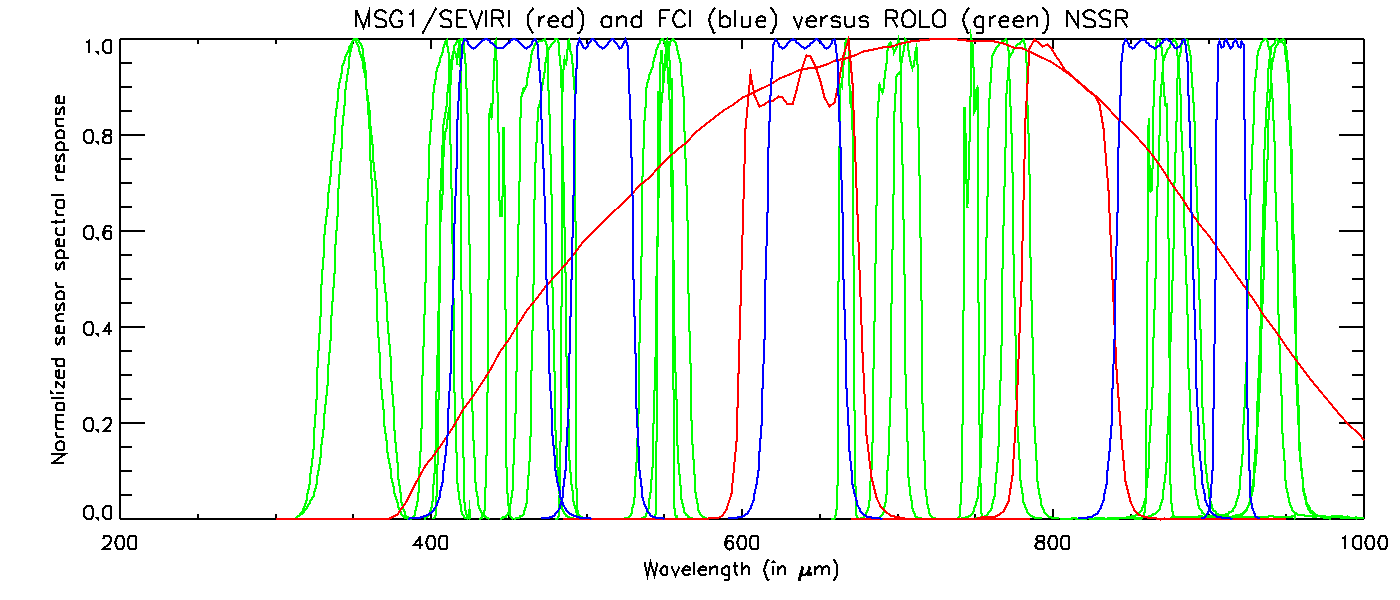 MSG1/SEVIRI (red) and FCI (blue) versus ROLO (green) NSSR
Normalized sensor spectral response
1.0
0.8
0.6
0.4
0.2
0.0
200 400 600 800 1000
Wavelength (in μm)